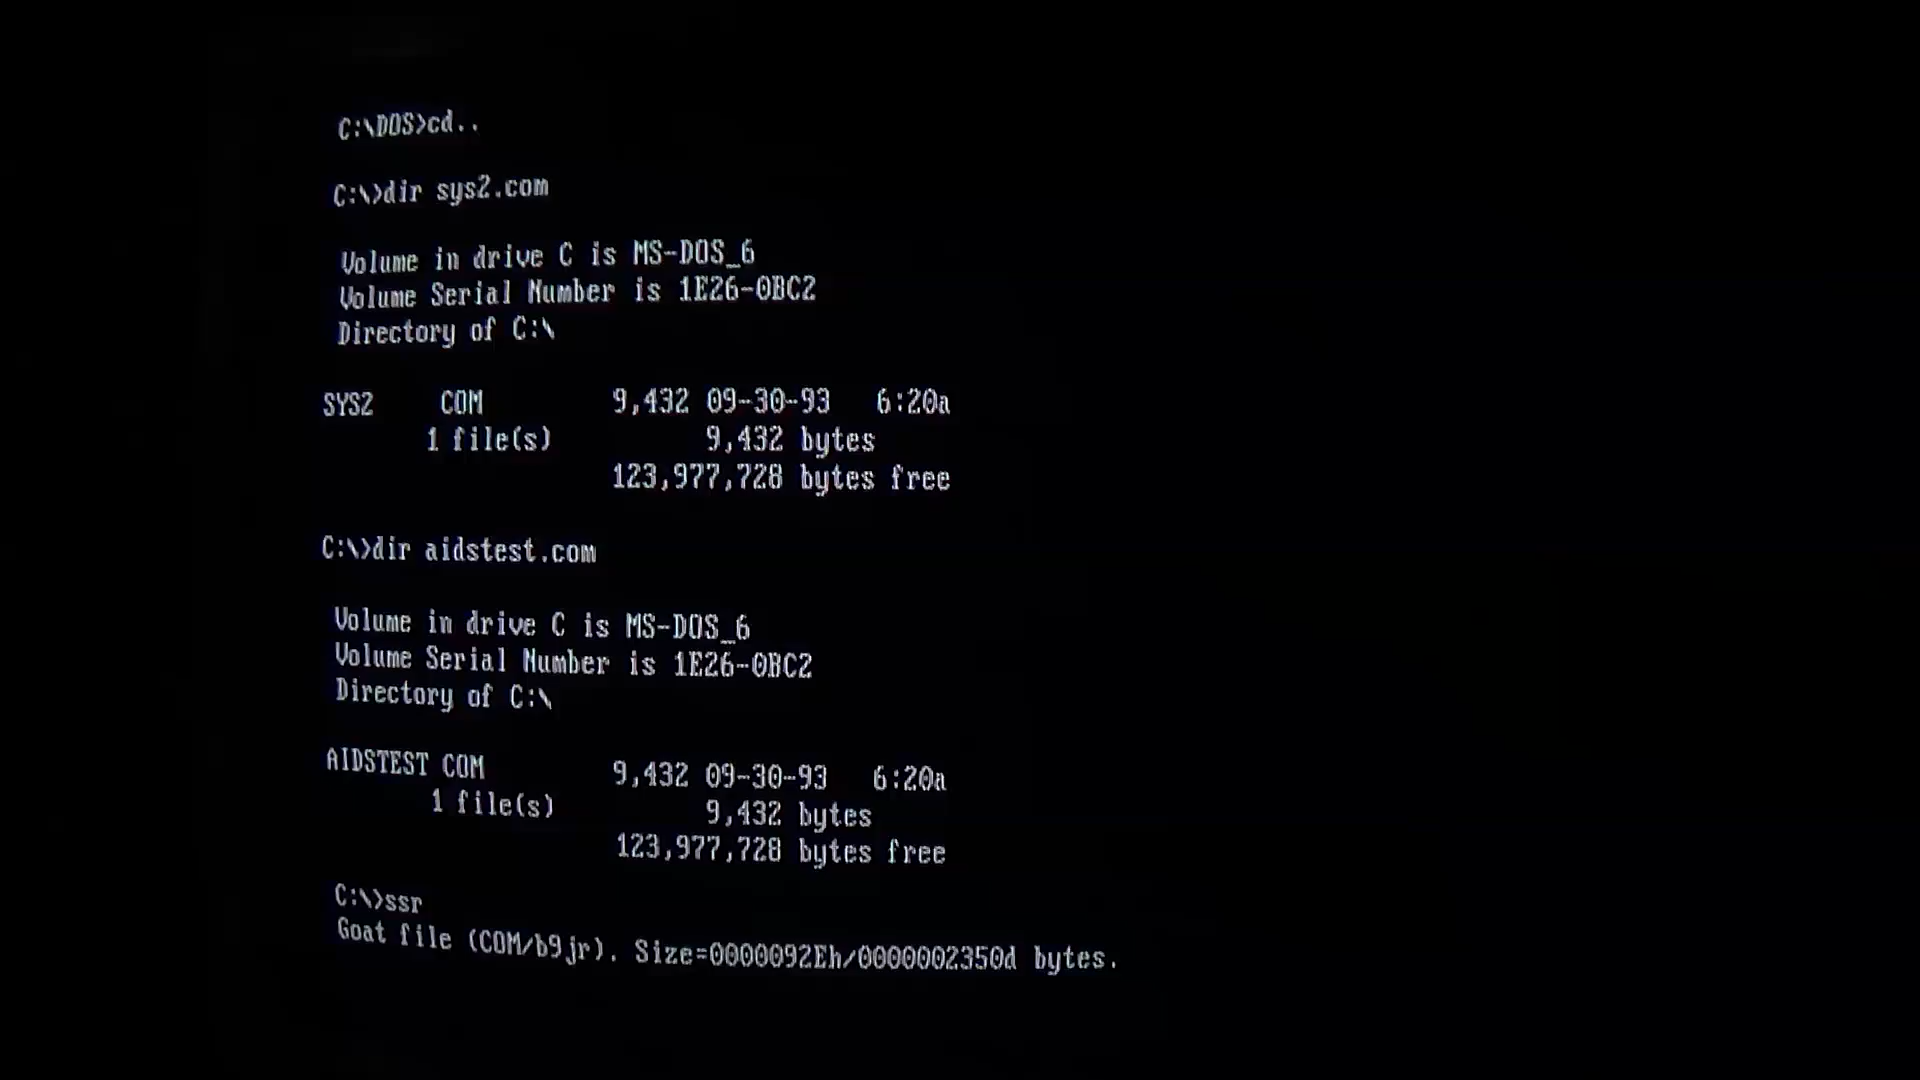 C:\DOS>cd..
C:\>dir sys2.com
Volume in drive C is MS-DOS_6
Volume Serial Number is 1E26-0BC2
Directory of C:\
SYS2 COM 9,432 09-30-93 6:20a
1 file(s) 9,432 bytes
123,977,728 bytes free
C:\>dir aidstest.com
Volume in drive C is MS-DOS_6
Volume Serial Number is 1E26-0BC2
Directory of C:\
AIDSTEST COM 9,432 09-30-93 6:20a
1 file(s) 9,432 bytes
123,977,728 bytes free
C:\>ssr
Goat file (COM/b9jr). Size=0000092Eh/0000002350d bytes.